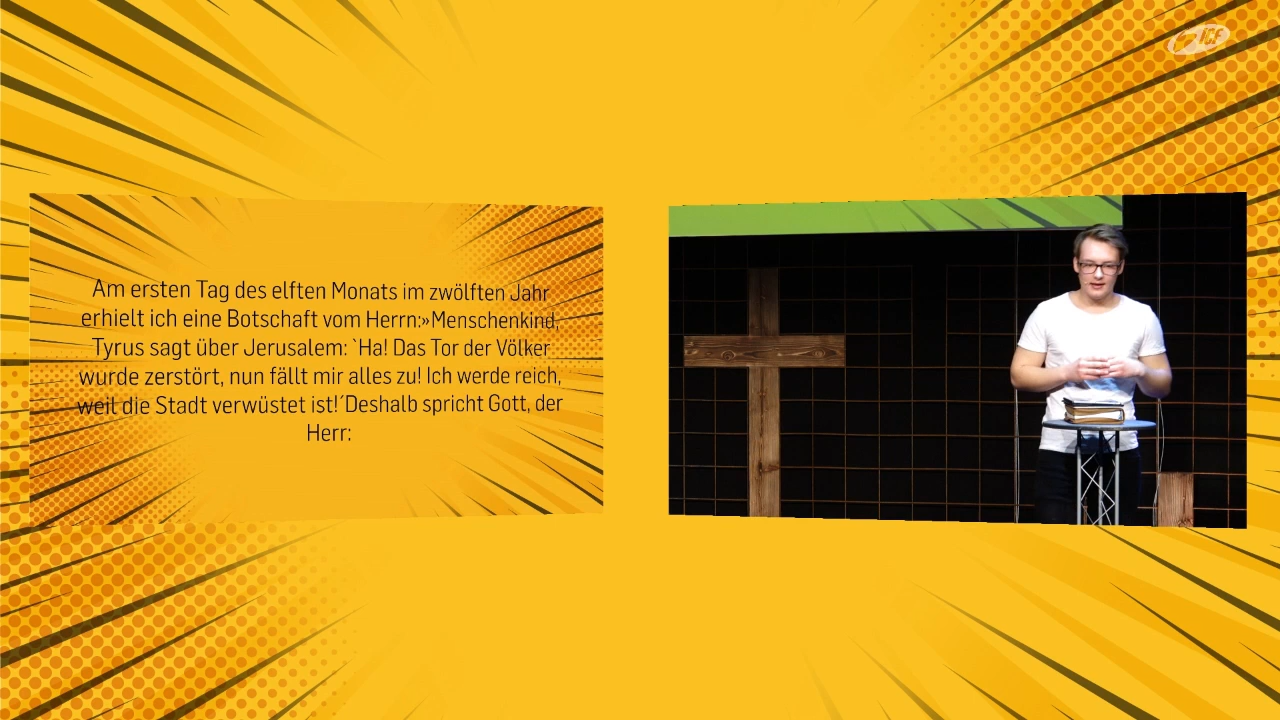 ICF
Am ersten Tag des elften Monats im zwölften Jahr
erhielt ich eine Botschaft vom Herrn:»Menschenkind,
Tyrus sagt über Jerusalem: `Ha! Das Tor der Völker
wurde zerstört, nun fällt mir alles zu! Ich werde reich,
weil die Stadt verwüstet ist!´Deshalb spricht Gott, der
Herr: